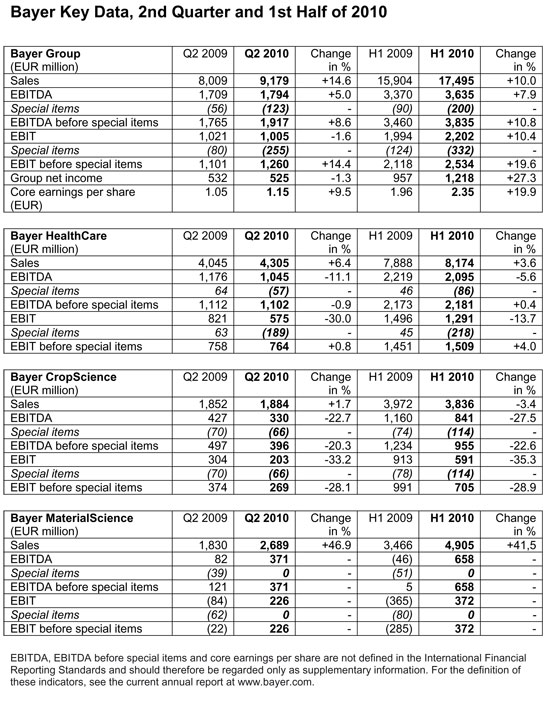 Bayer Key Data, 2nd Quarter and 1st Half of 2010
Bayer Group Q2 2009 Q2 2010 Change H1 2009 H1 2010 Change
(EUR million) in % in %
Sales 8,009 9,179 +14.6 15,904 17,495 +10.0
EBITDA 1,709 1,794 +5.0 3,370 3,635 +7.9
Special items (56) (123) - (90) (200) -
EBITDA before special items 1,765 1,917 +8.6 3,460 3,835 +10.8
EBIT 1,021 1,005 -1.6 1,994 2,202 +10.4
Special items (80) (255) - (124) (332) -
EBIT before special items 1,101 1,260 +14.4 2,118 2,534 +19.6
Group net income 532 525 -1.3 957 1,218 +27.3
Core earnings per share 1.05 1.15 +9.5 1.96 2.35 +19.9
(EUR)
Bayer HealthCare Q2 2009 Q2 2010 Change H1 2009 H1 2010 Change
(EUR million) in % in %
Sales 4,045 4,305 +6.4 7,888 8,174 +3.6
EBITDA 1,176 1,045 -11.1 2,219 2,095 -5.6
Special items 64 (57) - 46 (86) -
EBITDA before special items 1,112 1,102 -0.9 2,173 2,181 +0.4
EBIT 821 575 -30.0 1,496 1,291 -13.7
Special items 63 (189) - 45 (218) -
EBIT before special items 758 764 +0.8 1,451 1,509 +4.0
Bayer CropScience Q2 2009 Q2 2010 Change H1 2009 H1 2010 Change
(EUR million) in % in %
Sales 1,852 1,884 +1.7 3,972 3,836 -3.4
EBITDA 427 330 -22.7 1,160 841 -27.5
Special items (70) (66) - (74) (114) -
EBITDA before special items 497 396 -20.3 1,234 955 -22.6
EBIT 304 203 -33.2 913 591 -35.3
Special items (70) (66) - (78) (114) -
EBIT before special items 374 269 -28.1 991 705 -28.9
Bayer MaterialScience Q2 2009 Q2 2010 Change H1 2009 H1 2010 Change
(EUR million) in % in %
Sales 1,830 2,689 +46.9 3,466 4,905 +41,5
EBITDA 82 371 - (46) 658 -
Special items (39) 0 - (51) 0 -
EBITDA before special items 121 371 - 5 658 -
EBIT (84) 226 - (365) 372 -
Special items (62) 0 - (80) 0 -
EBIT before special items (22) 226 - (285) 372 -
EBITDA, EBITDA before special items and core earnings per share are not defined in the International Financial
Reporting Standards and should therefore be regarded only as supplementary information. For the definition of
these indicators, see the current annual report at www.bayer.com.